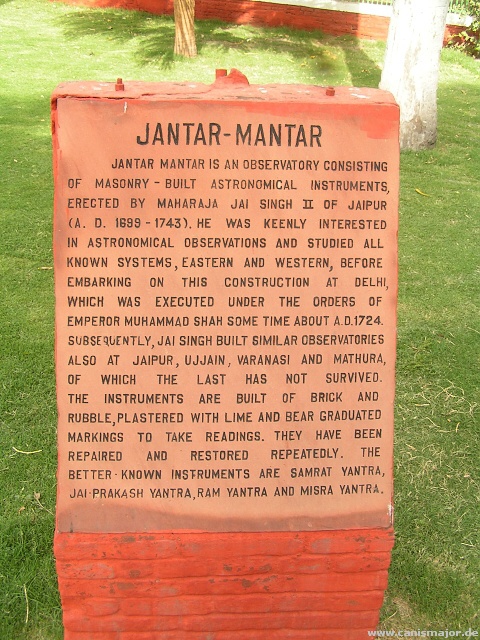 JANTAR-MANTAR
JANTAR MANTAR IS AN OBSERVATORY CONSISTING
OF MASONRY - BUILT ASTRONOMICAL INSTRUMENTS,
ERECTED BY MAHARAJA JAI SINGH II OF JAIPUR
(A. D. 1699 - 1743). HE WAS KEENLY INTERESTED
IN ASTRONOMICAL OBSERVATIONS AND STUDIED ALL
KNOWN SYSTEMS, EASTERN AND WESTERN, BEFORE
EMBARKING ON THIS CONSTRUCTION AT DELHI,
WHICH WAS EXECUTED UNDER THE ORDERS OF
EMPEROR MUHAMMAD SHAH SOME TIME ABOUT A.D.1724.
SUBSEQUENTLY, JAI SINGH BUILT SIMILAR OBSERVATORIES
ALSO AT JAIPUR, UJJAIN, VARANASI AND MATHURA,
OF WHICH THE LAST HAS NOT SURVIVED.
THE INSTRUMENTS ARE BUILT OF BRICK AND
RUBBLE, PLASTERED WITH LIME AND BEAR GRADUATED
MARKINGS TO TAKE READINGS. THEY HAVE BEEN
REPAIRED AND RESTORED REPEATEDLY. THE
BETTER-KNOWN INSTRUMENTS ARE SAMRAT YANTRA,
JAI-PRAKASH YANTRA, RAM YANTRA AND MISRA YANTRA.
www.canismajor.de